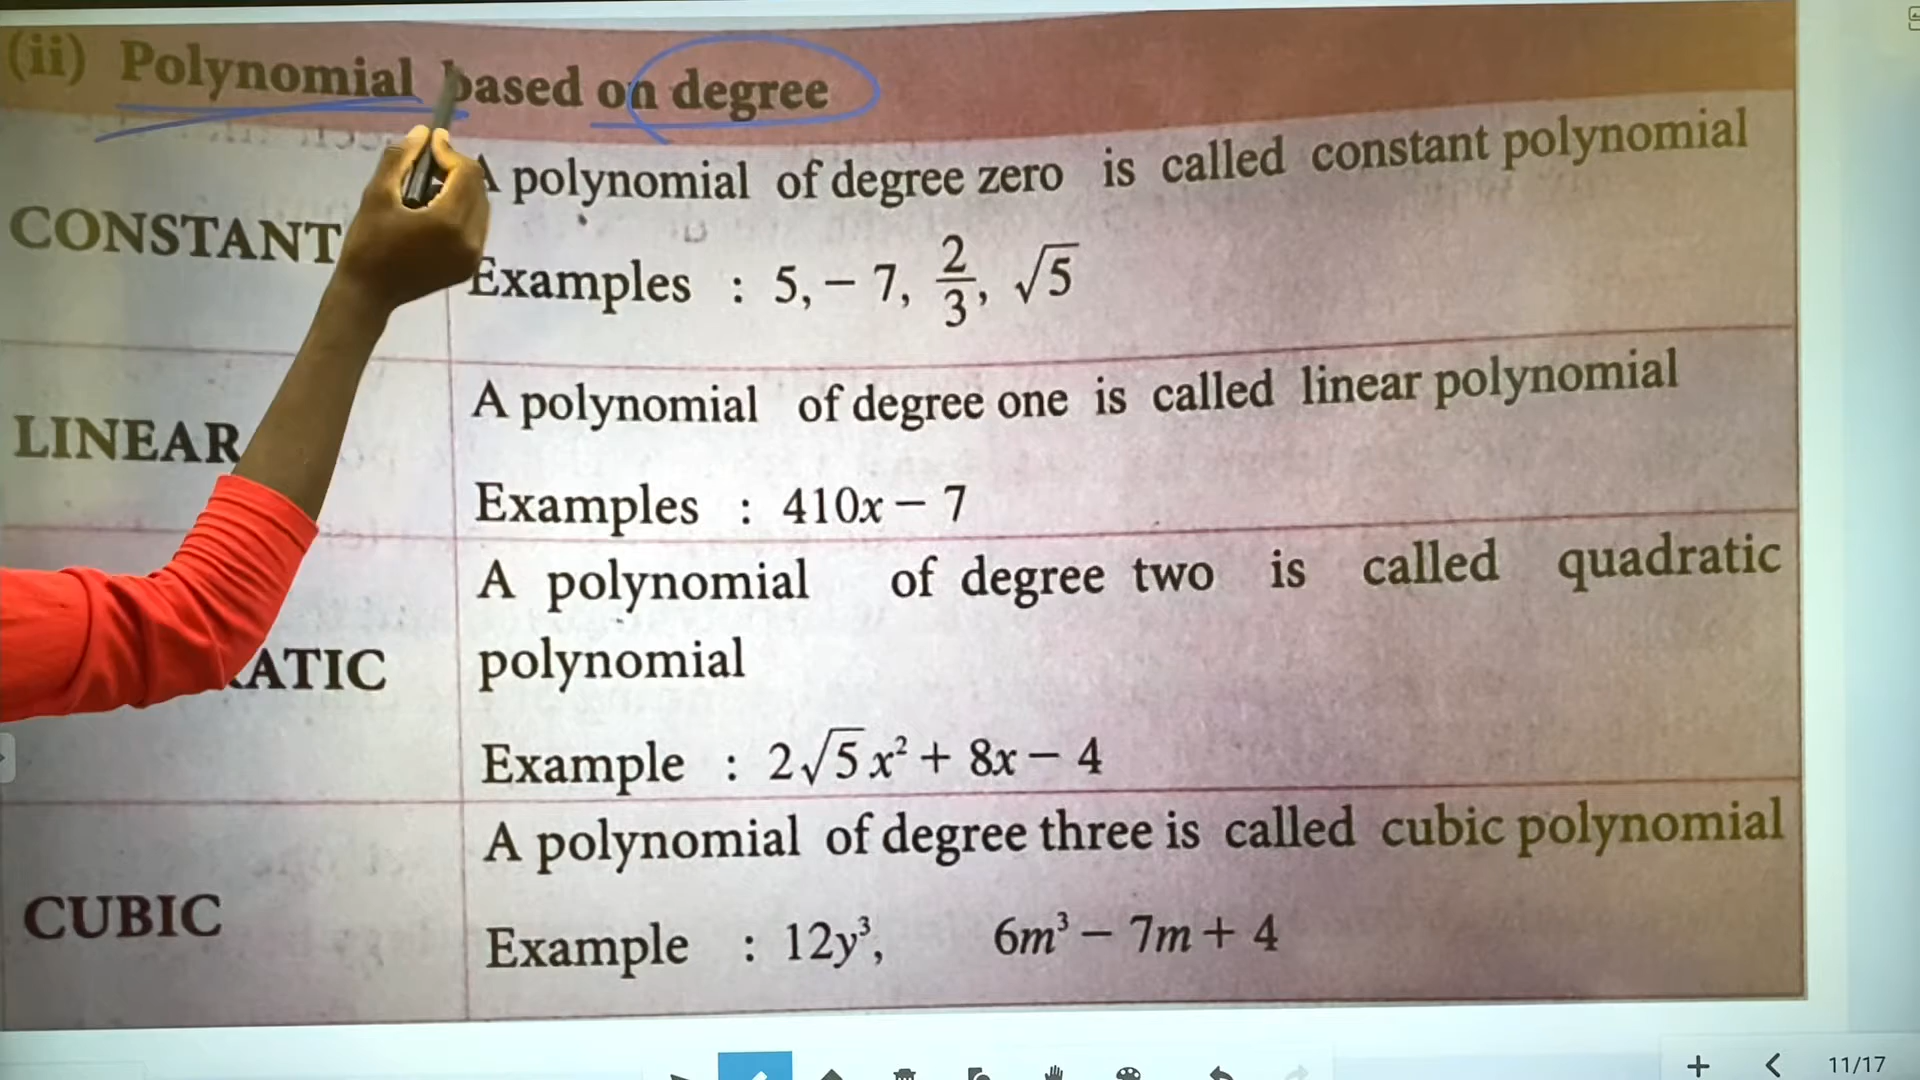 (ii) Polynomial based on degree
CONSTANT
A polynomial of degree zero is called constant polynomial
Examples : 5, − 7, 2/3, √5
LINEAR
A polynomial of degree one is called linear polynomial
Examples : 410x − 7
ATIC
A polynomial of degree two is called quadratic
polynomial
Example : 2√5x² + 8x − 4
CUBIC
A polynomial of degree three is called cubic polynomial
Example : 12y³, 6m³ − 7m + 4
11/17